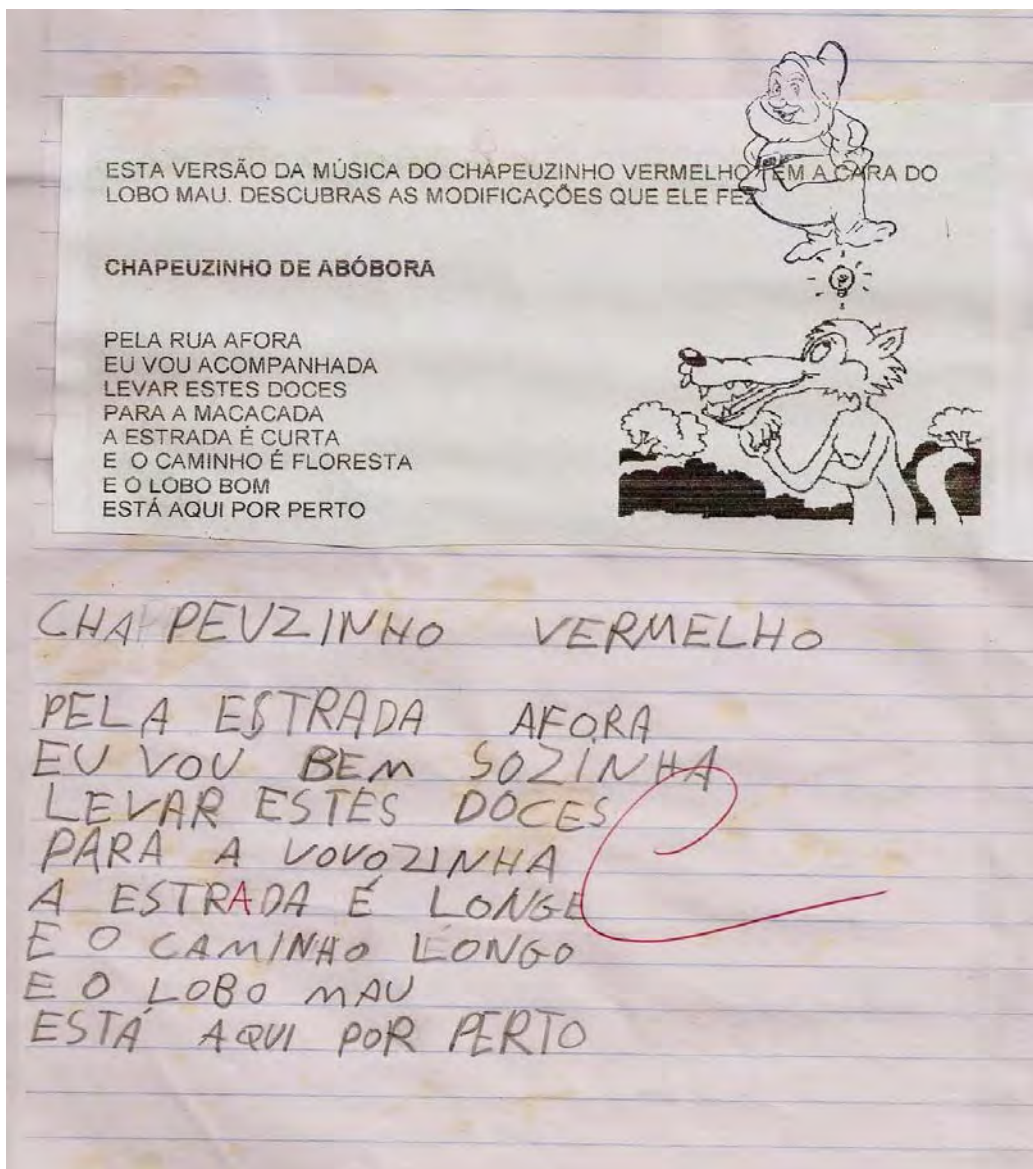 ESTA VERSÃO DA MÚSICA DO CHAPEUZINHO VERMELHO TEM A CARA DO
LOBO MAU. DESCUBRAS AS MODIFICAÇÕES QUE ELE FEZ
CHAPEUZINHO DE ABÓBORA
PELA RUA AFORA
EU VOU ACOMPANHADA
LEVAR ESTES DOCES
PARA A MACACADA
A ESTRADA É CURTA
E O CAMINHO É FLORESTA
E O LOBO BOM
ESTÁ AQUI POR PERTO
CHAPEUZINHO VERMELHO
PELA ESTRADA AFORA
EU VOU BEM SOZINHA
LEVAR ESTES DOCES
PARA A VOVOZINHA
A ESTRADA É LONGE
E O CAMINHO LONGO
E O LOBO MAU
ESTÁ AQUI POR PERTO